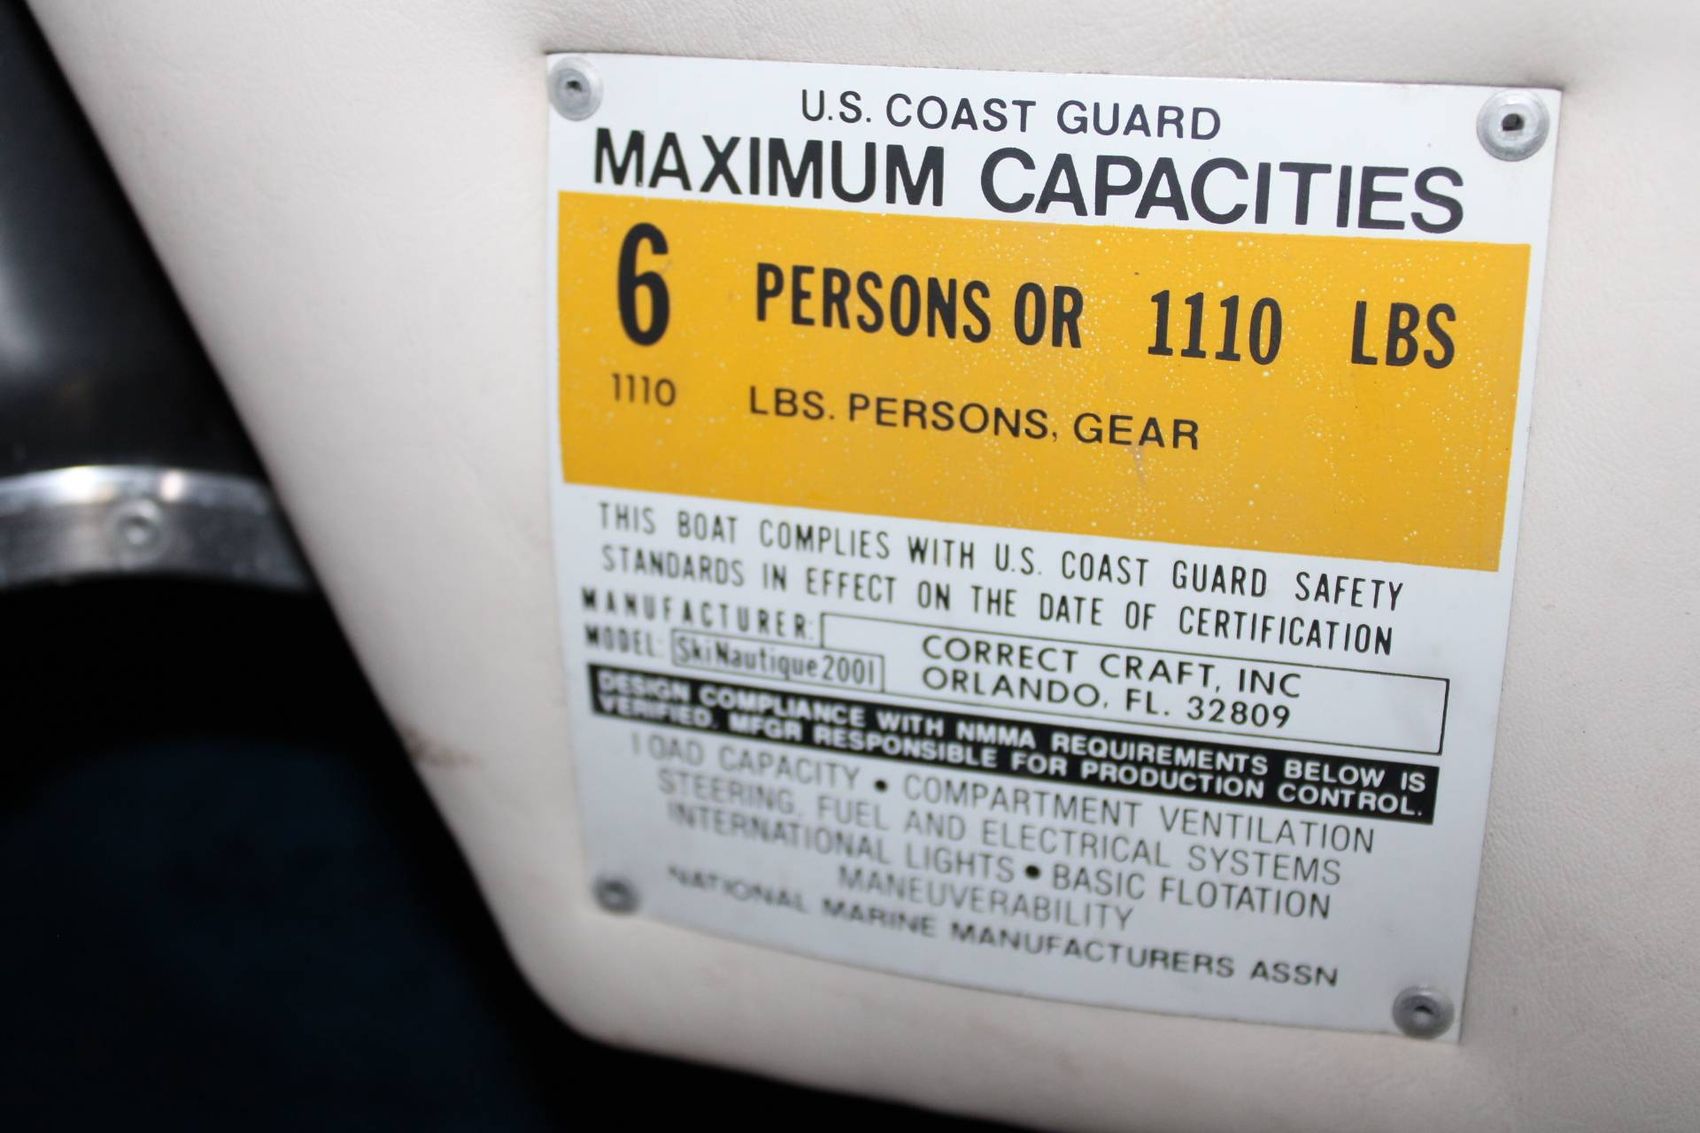 U.S. COAST GUARD
MAXIMUM CAPACITIES
6 PERSONS OR 1110 LBS
1110 LBS. PERSONS, GEAR
THIS BOAT COMPLIES WITH U.S. COAST GUARD SAFETY
STANDARDS IN EFFECT ON THE DATE OF CERTIFICATION
MANUFACTURER: CORRECT CRAFT, INC
MODEL: Ski Nautique 2001 ORLANDO, FL. 32809
DESIGN COMPLIANCE WITH NMMA REQUIREMENTS BELOW IS
VERIFIED. MFGR RESPONSIBLE FOR PRODUCTION CONTROL.
LOAD CAPACITY • COMPARTMENT VENTILATION
STEERING, FUEL AND ELECTRICAL SYSTEMS
INTERNATIONAL LIGHTS • BASIC FLOTATION
MANEUVERABILITY
NATIONAL MARINE MANUFACTURERS ASSN